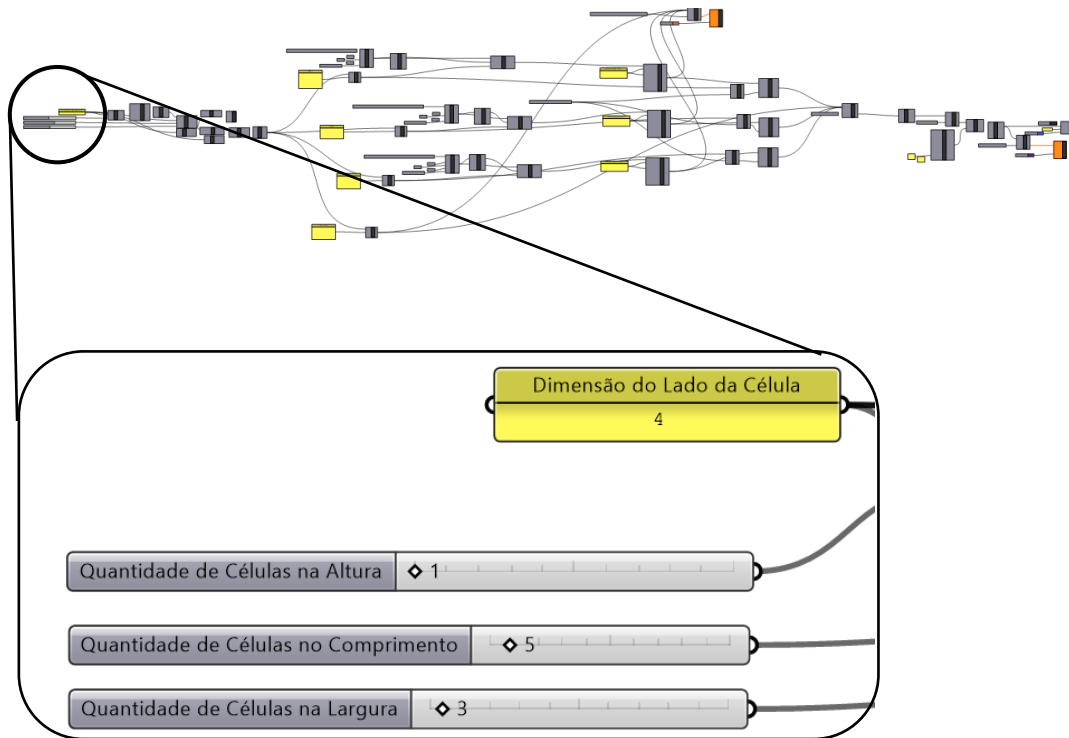 Dimensão do Lado da Célula
4
Quantidade de Células na Altura 1
Quantidade de Células no Comprimento 5
Quantidade de Células na Largura 3